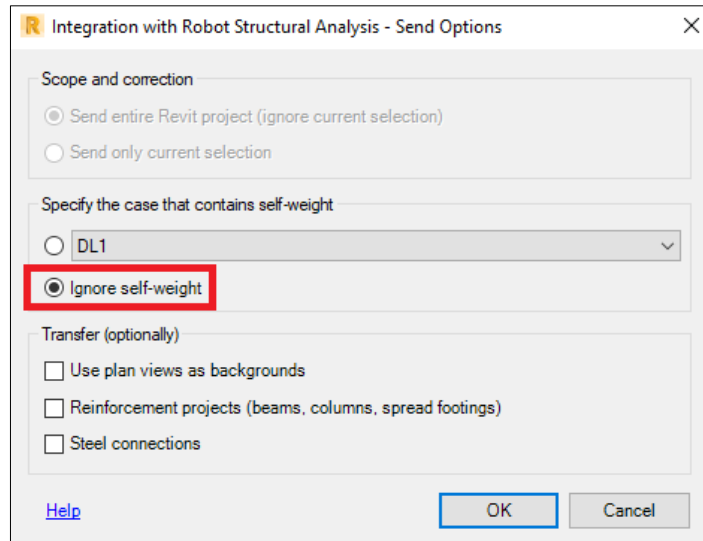 R Integration with Robot Structural Analysis - Send Options
Scope and correction
Send entire Revit project (ignore current selection)
Send only current selection
Specify the case that contains self-weight
DL1
Ignore self-weight
Transfer (optionally)
Use plan views as backgrounds
Reinforcement projects (beams, columns, spread footings)
Steel connections
Help OK Cancel